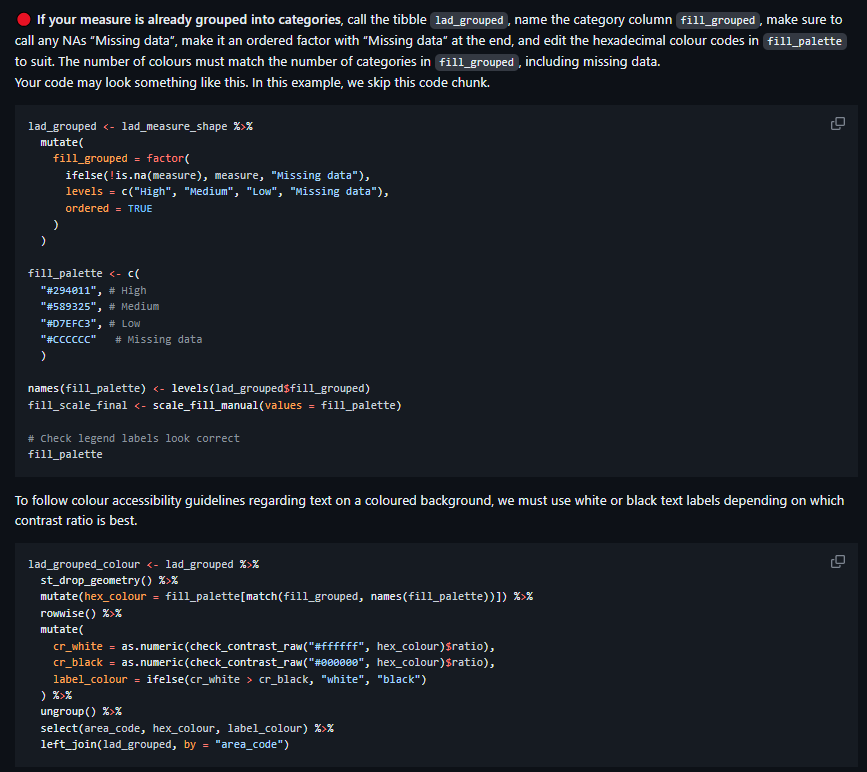 🔴 If your measure is already grouped into categories, call the tibble lad_grouped, name the category column fill_grouped, make sure to
call any NAs “Missing data”, make it an ordered factor with “Missing data” at the end, and edit the hexadecimal colour codes in fill_palette
to suit. The number of colours must match the number of categories in fill_grouped, including missing data.
Your code may look something like this. In this example, we skip this code chunk.
lad_grouped <- lad_measure_shape %>%
  mutate(
    fill_grouped = factor(
      ifelse(!is.na(measure), measure, "Missing data"),
      levels = c("High", "Medium", "Low", "Missing data"),
      ordered = TRUE
    )
  )
fill_palette <- c(
  "#294011", # High
  "#589325", # Medium
  "#D7EFC3", # Low
  "#CCCCCC"   # Missing data
  )
names(fill_palette) <- levels(lad_grouped$fill_grouped)
fill_scale_final <- scale_fill_manual(values = fill_palette)
# Check legend labels look correct
fill_palette
To follow colour accessibility guidelines regarding text on a coloured background, we must use white or black text labels depending on which
contrast ratio is best.
lad_grouped_colour <- lad_grouped %>%
  st_drop_geometry() %>%
  mutate(hex_colour = fill_palette[match(fill_grouped, names(fill_palette))]) %>%
  rowwise() %>%
  mutate(
    cr_white = as.numeric(check_contrast_raw("#ffffff", hex_colour)$ratio),
    cr_black = as.numeric(check_contrast_raw("#000000", hex_colour)$ratio),
    label_colour = ifelse(cr_white > cr_black, "white", "black")
  ) %>%
  ungroup() %>%
  select(area_code, hex_colour, label_colour) %>%
  left_join(lad_grouped, by = "area_code")